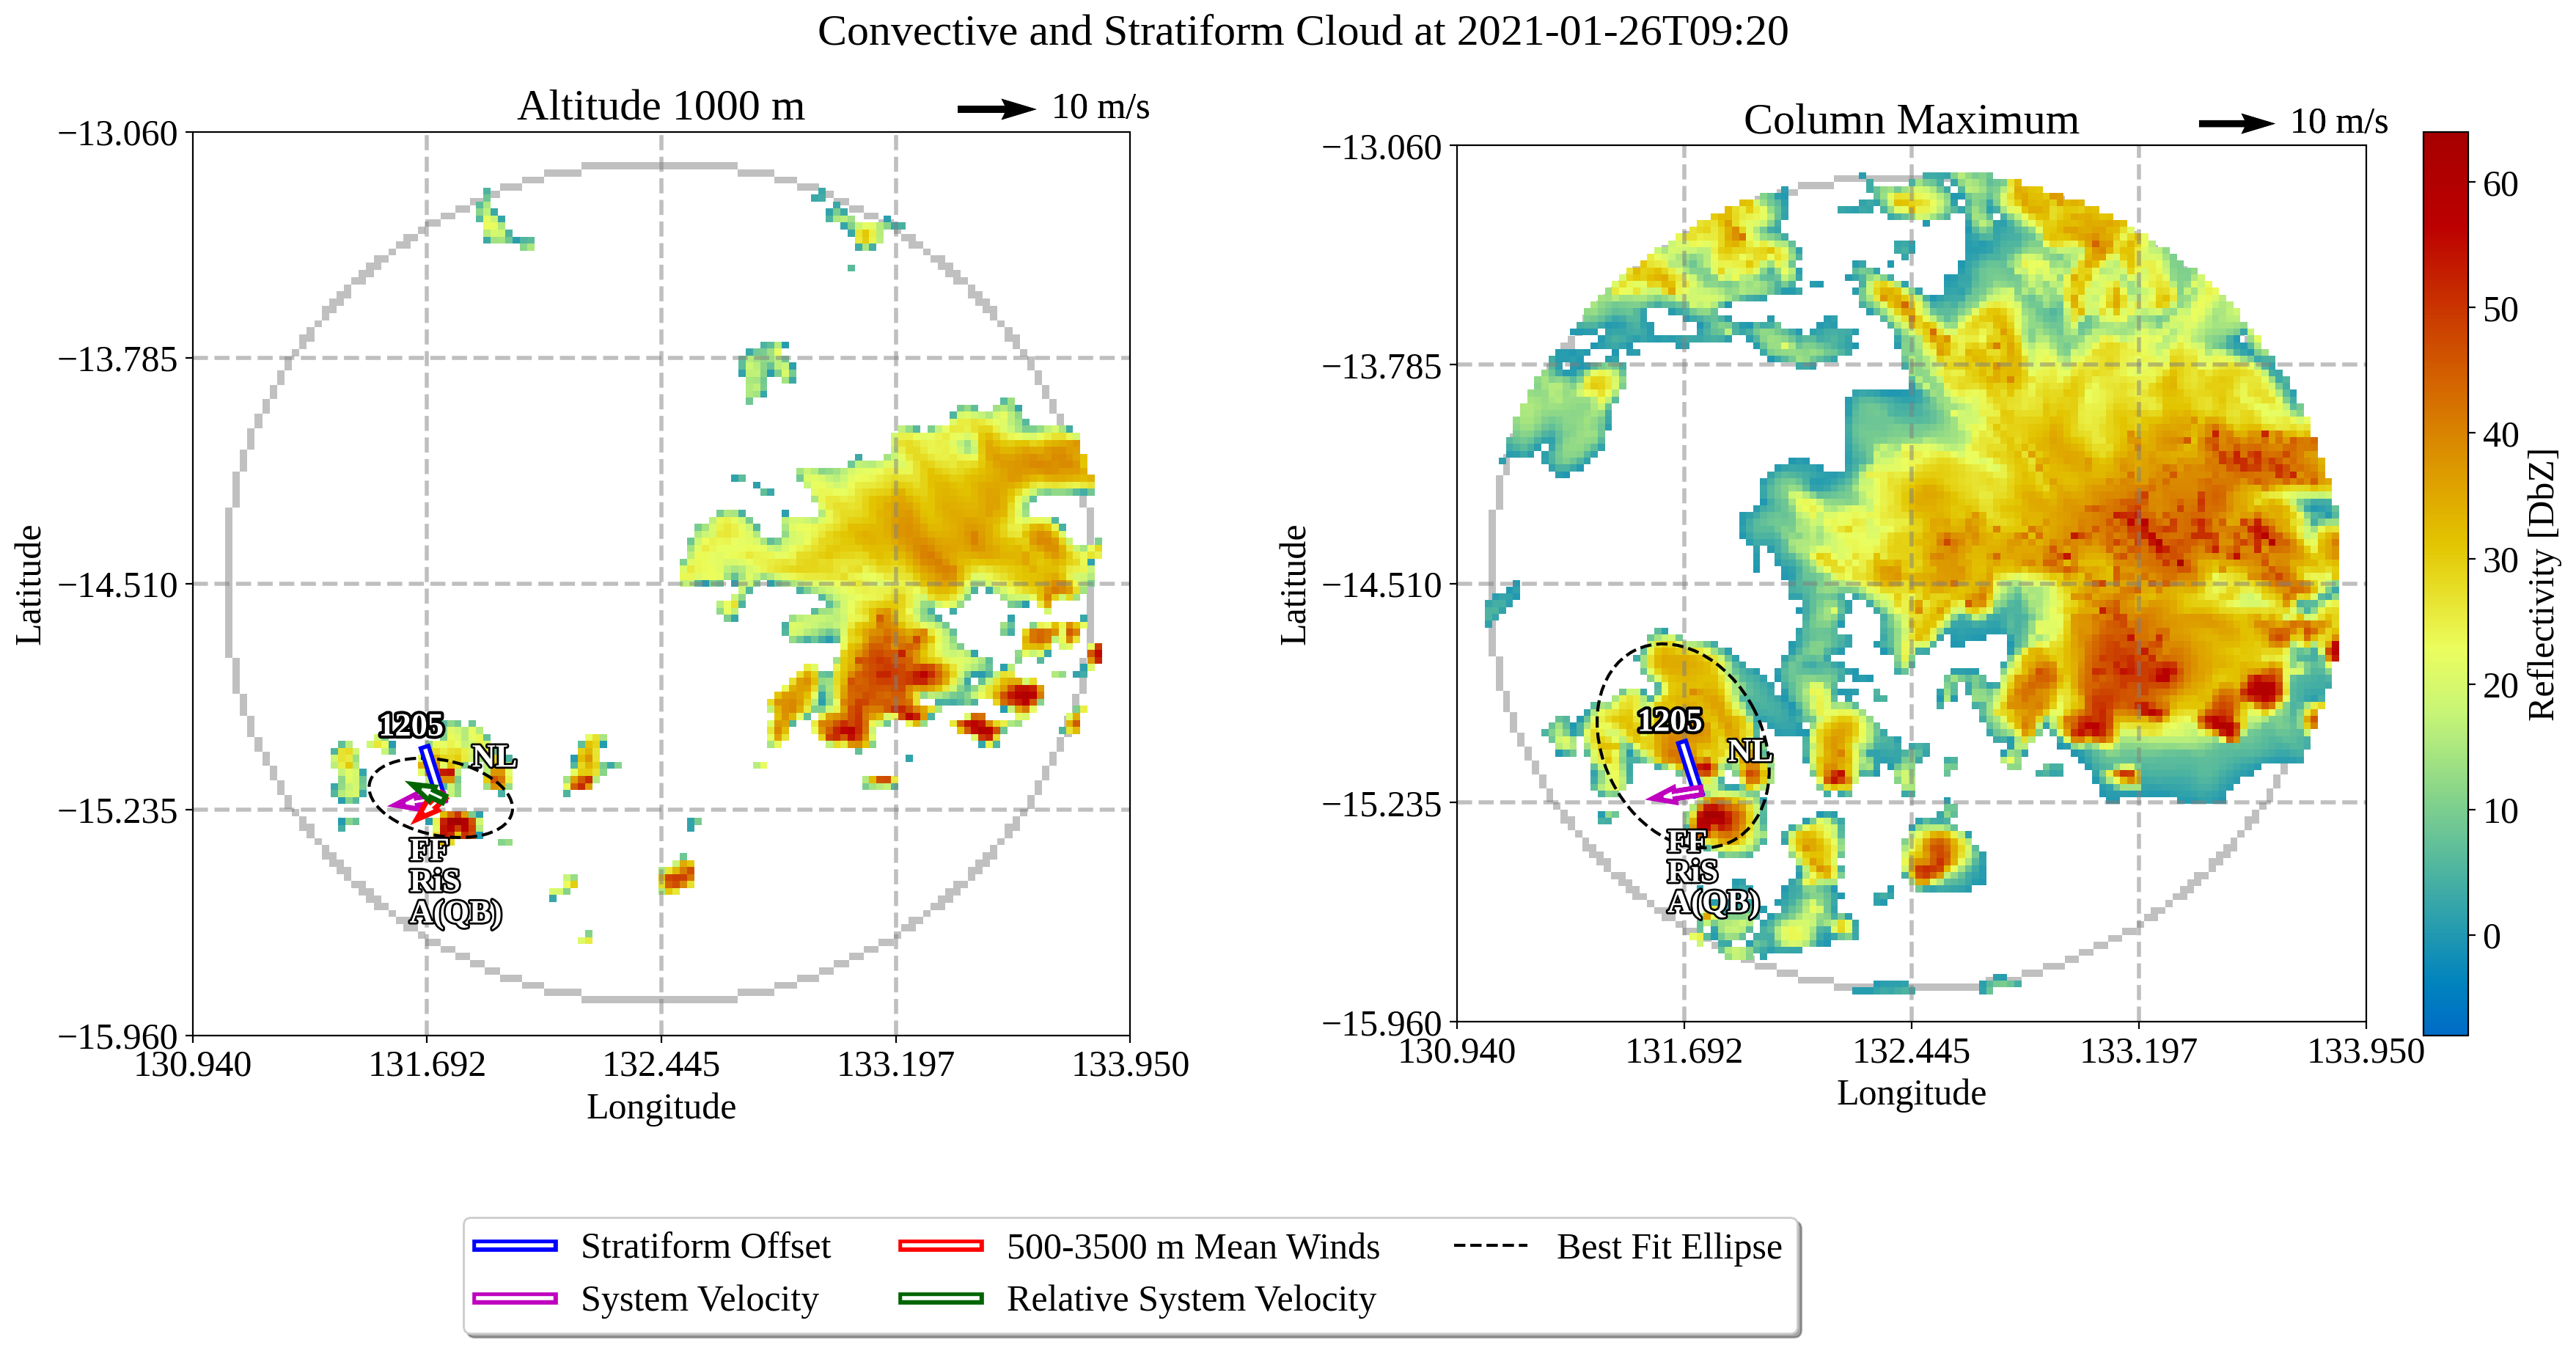 Convective and Stratiform Cloud at 2021-01-26T09:20
Altitude 1000 m
10 m/s
−13.060
−13.785
−14.510
−15.235
−15.960
Latitude
130.940
131.692
132.445
133.197
133.950
Longitude
1205
NL
FF
RiS
A(QB)
Column Maximum
10 m/s
−13.060
−13.785
−14.510
−15.235
−15.960
Latitude
130.940
131.692
132.445
133.197
133.950
Longitude
1205
NL
FF
RiS
A(QB)
60
50
40
30
20
10
0
Reflectivity [DbZ]
Stratiform Offset
System Velocity
500-3500 m Mean Winds
Relative System Velocity
Best Fit Ellipse